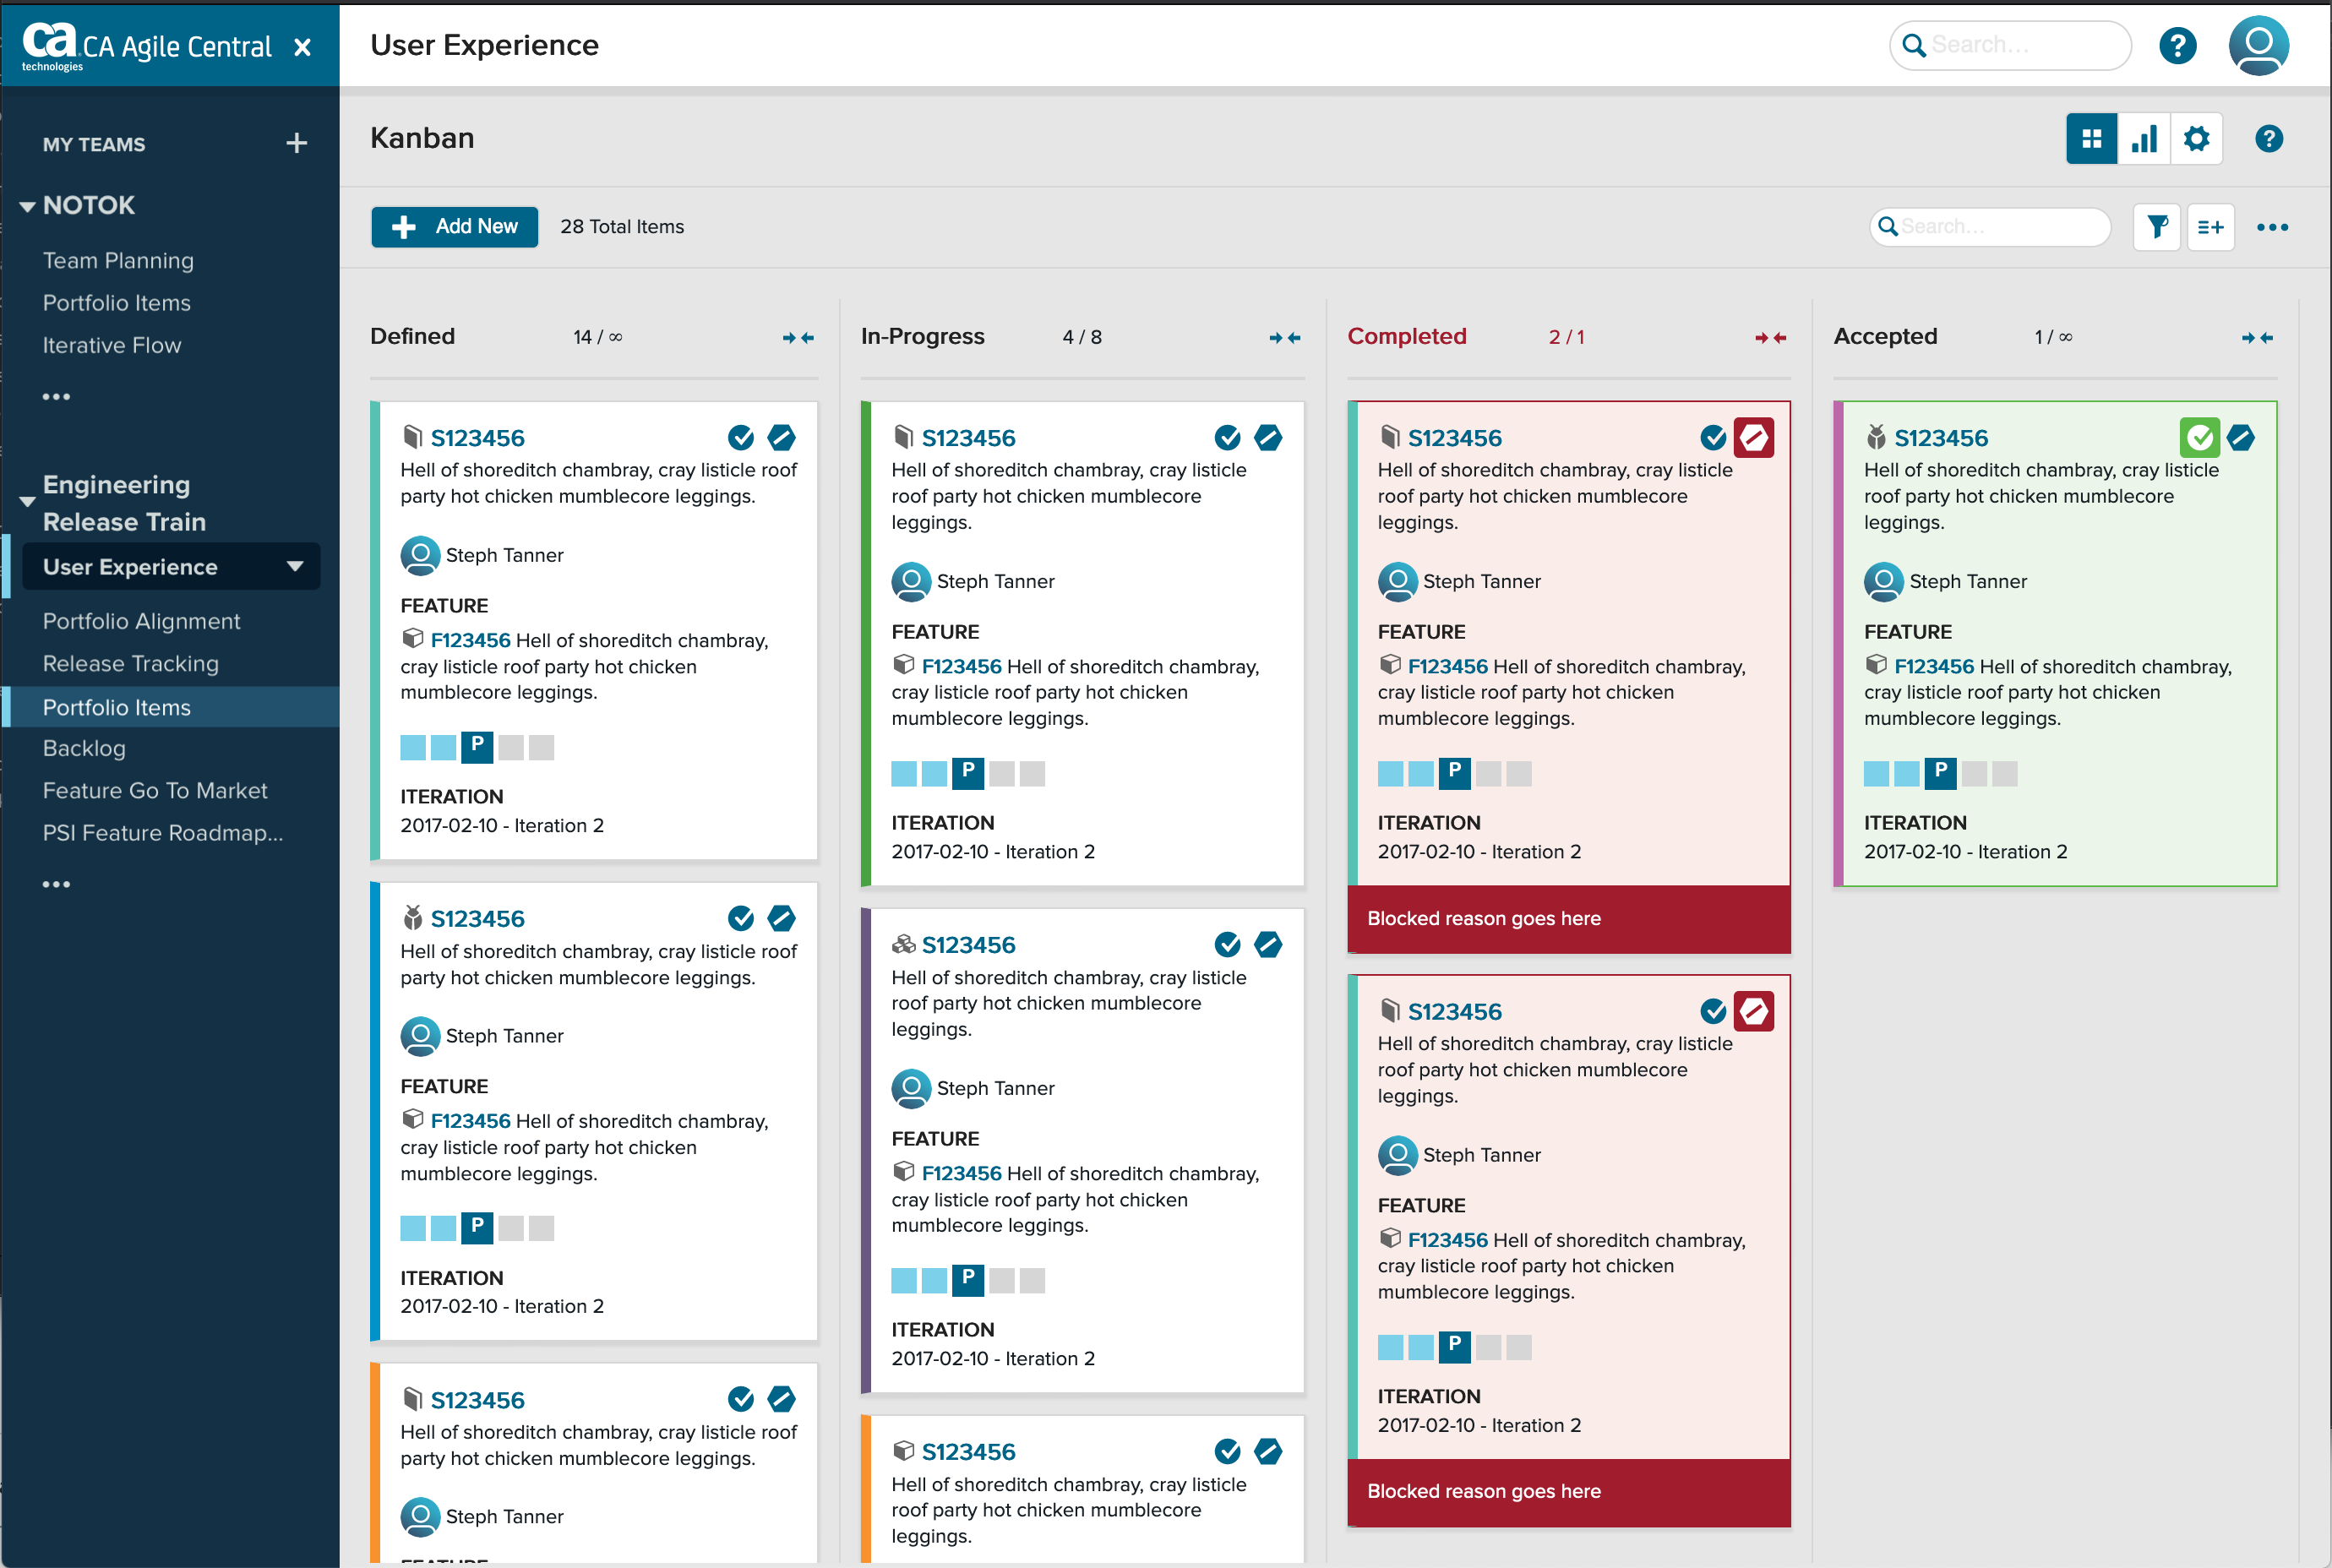 ca technologies CA Agile Central
MY TEAMS
NOTOK
Team Planning
Portfolio Items
Iterative Flow
Engineering
Release Train
User Experience
Portfolio Alignment
Release Tracking
Portfolio Items
Backlog
Feature Go To Market
PSI Feature Roadmap...
User Experience
Search...
Kanban
Add New
28 Total Items
Search...
Defined 14 / ∞
S123456
Hell of shoreditch chambray, cray listicle roof
party hot chicken mumblecore leggings.
Steph Tanner
FEATURE
F123456 Hell of shoreditch chambray,
cray listicle roof party hot chicken
mumblecore leggings.
P
ITERATION
2017-02-10 - Iteration 2
S123456
Hell of shoreditch chambray, cray listicle roof
party hot chicken mumblecore leggings.
Steph Tanner
FEATURE
F123456 Hell of shoreditch chambray,
cray listicle roof party hot chicken
mumblecore leggings.
P
ITERATION
2017-02-10 - Iteration 2
S123456
Hell of shoreditch chambray, cray listicle roof
party hot chicken mumblecore leggings.
Steph Tanner
FEATURE
In-Progress 4 / 8
S123456
Hell of shoreditch chambray, cray listicle
roof party hot chicken mumblecore
leggings.
Steph Tanner
FEATURE
F123456 Hell of shoreditch chambray,
cray listicle roof party hot chicken
mumblecore leggings.
P
ITERATION
2017-02-10 - Iteration 2
S123456
Hell of shoreditch chambray, cray listicle
roof party hot chicken mumblecore
leggings.
Steph Tanner
FEATURE
F123456 Hell of shoreditch chambray,
cray listicle roof party hot chicken
mumblecore leggings.
P
ITERATION
2017-02-10 - Iteration 2
S123456
Hell of shoreditch chambray, cray listicle
roof party hot chicken mumblecore
leggings.
Completed 2 / 1
S123456
Hell of shoreditch chambray, cray listicle
roof party hot chicken mumblecore
leggings.
Steph Tanner
FEATURE
F123456 Hell of shoreditch chambray,
cray listicle roof party hot chicken
mumblecore leggings.
P
ITERATION
2017-02-10 - Iteration 2
Blocked reason goes here
S123456
Hell of shoreditch chambray, cray listicle
roof party hot chicken mumblecore
leggings.
Steph Tanner
FEATURE
F123456 Hell of shoreditch chambray,
cray listicle roof party hot chicken
mumblecore leggings.
P
ITERATION
2017-02-10 - Iteration 2
Blocked reason goes here
Accepted 1 / ∞
S123456
Hell of shoreditch chambray, cray listicle
roof party hot chicken mumblecore
leggings.
Steph Tanner
FEATURE
F123456 Hell of shoreditch chambray,
cray listicle roof party hot chicken
mumblecore leggings.
P
ITERATION
2017-02-10 - Iteration 2